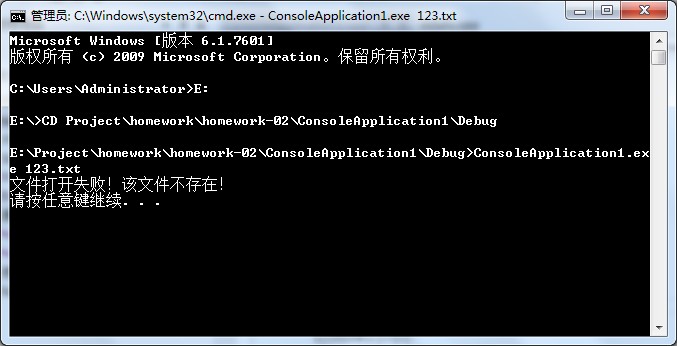 管理员: C:\Windows\system32\cmd.exe - ConsoleApplication1.exe  123.txt
Microsoft Windows [版本 6.1.7601]
版权所有 (c) 2009 Microsoft Corporation。保留所有权利。
C:\Users\Administrator>E:
E:\>CD Project\homework\homework-02\ConsoleApplication1\Debug
E:\Project\homework\homework-02\ConsoleApplication1\Debug>ConsoleApplication1.ex
e 123.txt
文件打开失败！该文件不存在！
请按任意键继续. . .